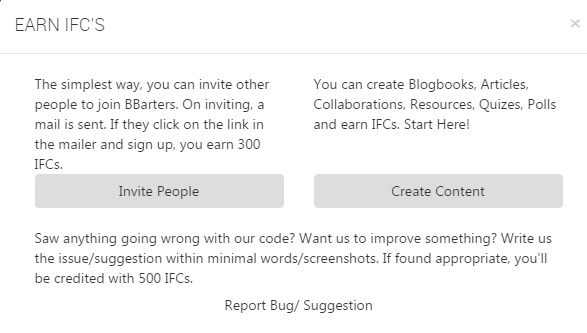 EARN IFC'S
×
The simplest way, you can invite other
people to join BBarters. On inviting, a
mail is sent. If they click on the link in
the mailer and sign up, you earn 300
IFCs.
Invite People
You can create Blogbooks, Articles,
Collaborations, Resources, Quizes, Polls
and earn IFCs. Start Here!
Create Content
Saw anything going wrong with our code? Want us to improve something? Write us
the issue/suggestion within minimal words/screenshots. If found appropriate, you'll
be credited with 500 IFCs.
Report Bug/ Suggestion